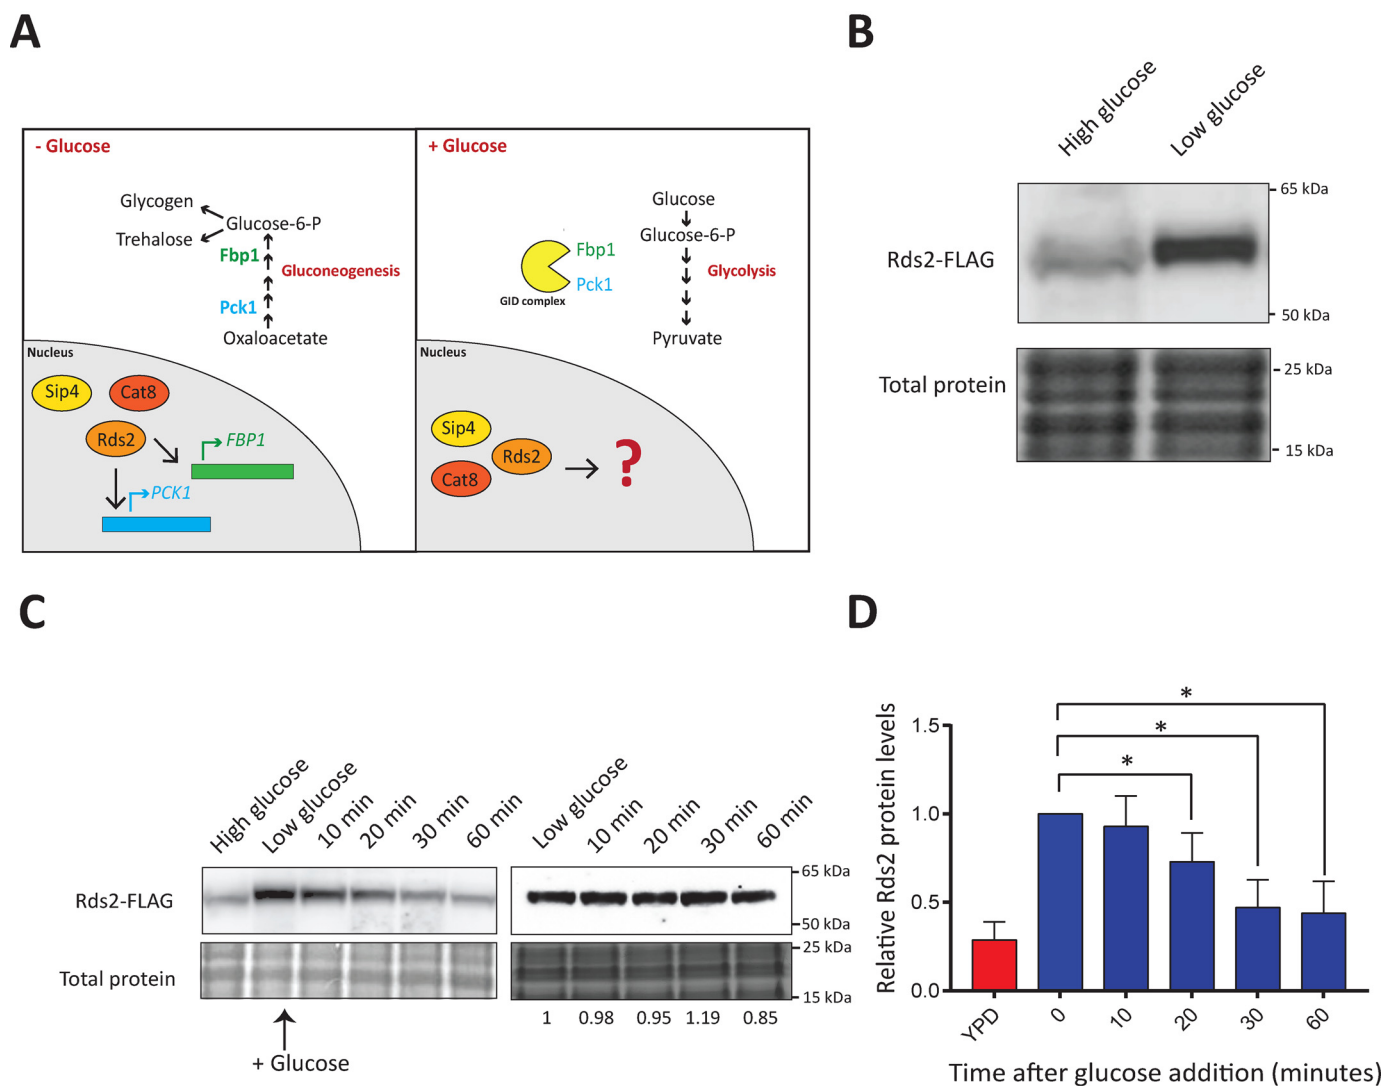 A
- Glucose
Glycogen
Trehalose
Glucose-6-P
Fbp1
Gluconeogenesis
Pck1
Oxaloacetate
Nucleus
Sip4
Cat8
Rds2
FBP1
PCK1
+ Glucose
Glucose
Glucose-6-P
Fbp1
Pck1
GID complex
Glycolysis
Pyruvate
Nucleus
Sip4
Rds2
Cat8
?
B
High glucose
Low glucose
Rds2-FLAG
65 kDa
50 kDa
Total protein
25 kDa
15 kDa
C
High glucose
Low glucose
10 min
20 min
30 min
60 min
Low glucose
10 min
20 min
30 min
60 min
Rds2-FLAG
65 kDa
50 kDa
Total protein
25 kDa
15 kDa
1 0.98 0.95 1.19 0.85
+ Glucose
D
Relative Rds2 protein levels
1.5
1.0
0.5
0.0
*
*
*
YPD 0 10 20 30 60
Time after glucose addition (minutes)